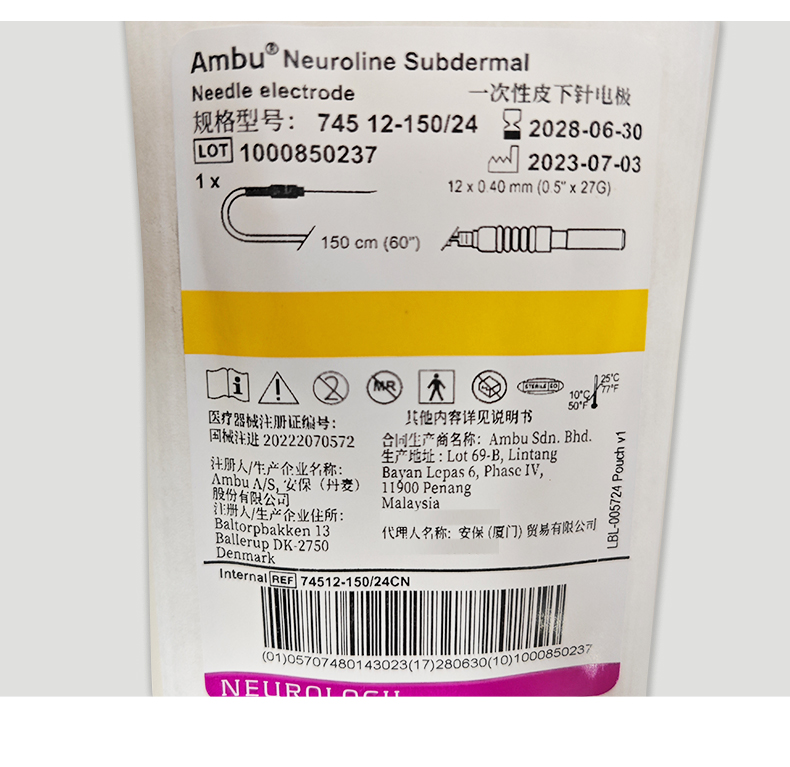 Ambu® Neuroline Subdermal
Needle electrode
一次性皮下针电极
规格型号： 745 12-150/24
2028-06-30
LOT 1000850237
2023-07-03
1 x
12 x 0.40 mm (0.5" x 27G)
150 cm (60")
i
2
MR
STERILE EO
25°C
77°F
10°C
50°F
医疗器械注册证编号：
国械注进 20222070572
其他内容详见说明书
注册人/生产企业名称：
Ambu A/S, 安保（丹麦）
股份有限公司
注册人/生产企业住所：
Baltorpbakken 13
Ballerup DK-2750
Denmark
合同生产商名称： Ambu Sdn. Bhd.
生产地址：Lot 69-B, Lintang
Bayan Lepas 6, Phase IV,
11900 Penang
Malaysia
代理人名称：安保 (厦门) 贸易有限公司
LBL-005724 Pouch v1
Internal REF 74512-150/24CN
(01)05707480143023(17)280630(10)1000850237
NEUROLOGY